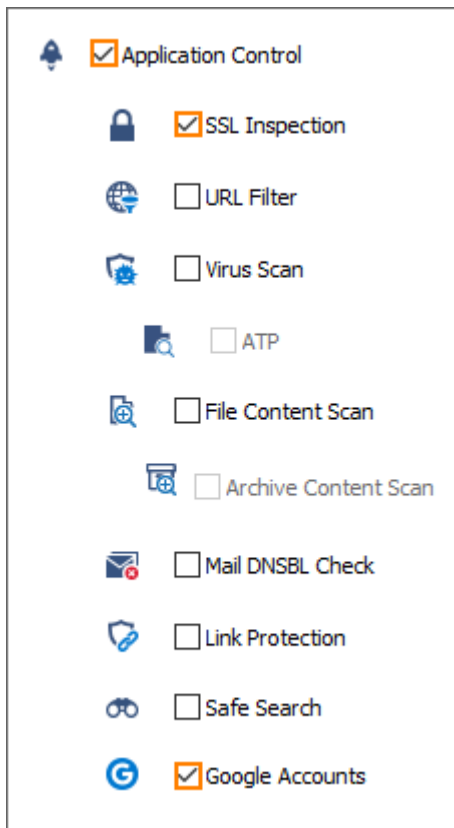 Application Control
SSL Inspection
URL Filter
Virus Scan
ATP
File Content Scan
Archive Content Scan
Mail DNSBL Check
Link Protection
Safe Search
Google Accounts